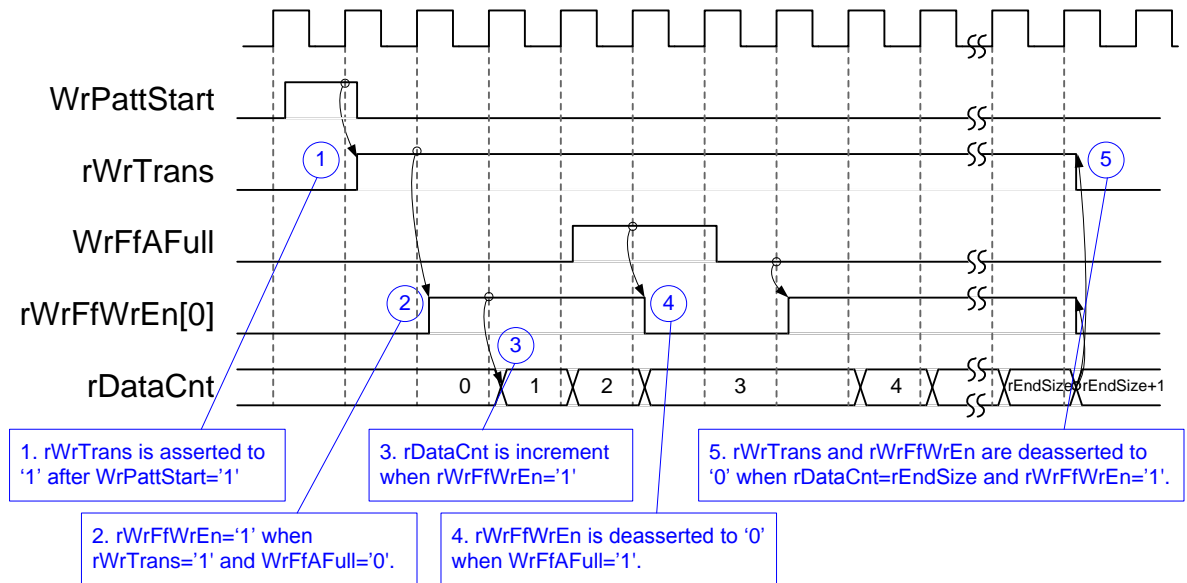 WrPattStart
rWrTrans
1
5
WrFfAFull
rWrFfWrEn[0]
2
4
3
rDataCnt
0
1
2
3
4
rEndSize
rEndSize+1
1. rWrTrans is asserted to
‘1’ after WrPattStart='1'
3. rDataCnt is increment
when rWrFfWrEn='1'
5. rWrTrans and rWrFfWrEn are deasserted to
‘0’ when rDataCnt=rEndSize and rWrFfWrEn='1'.
2. rWrFfWrEn=‘1’ when
rWrTrans='1' and WrFfAFull='0'.
4. rWrFfWrEn is deasserted to ‘0’
when WrFfAFull='1'.